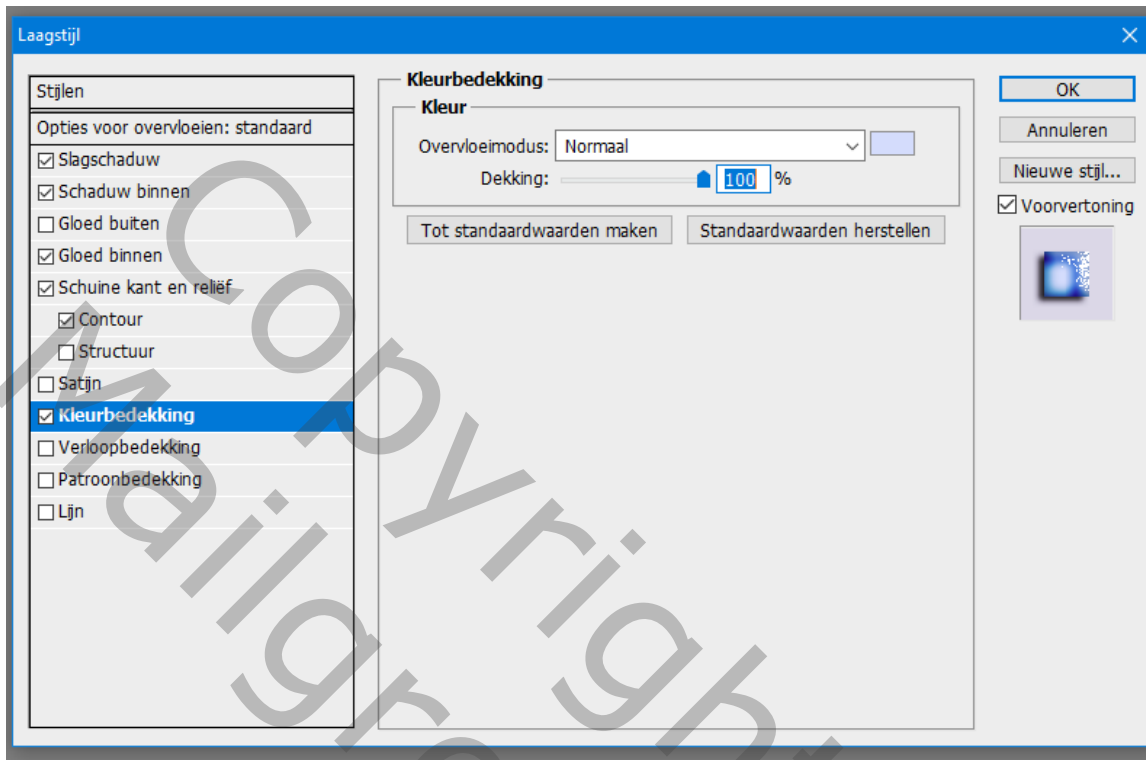 Laagstijl
Stijlen
Opties voor overvloeien: standaard
Slagschaduw
Schaduw binnen
Gloed buiten
Gloed binnen
Schuine kant en reliëf
Contour
Structuur
Satijn
Kleurbedekking
Verloopbedekking
Patroonbedekking
Lijn
Kleurbedekking
Kleur
Overvloeimodus: Normaal
Dekking: 100 %
Tot standaardwaarden maken Standaardwaarden herstellen
OK
Annuleren
Nieuwe stijl...
Voorvertoning
Copyright